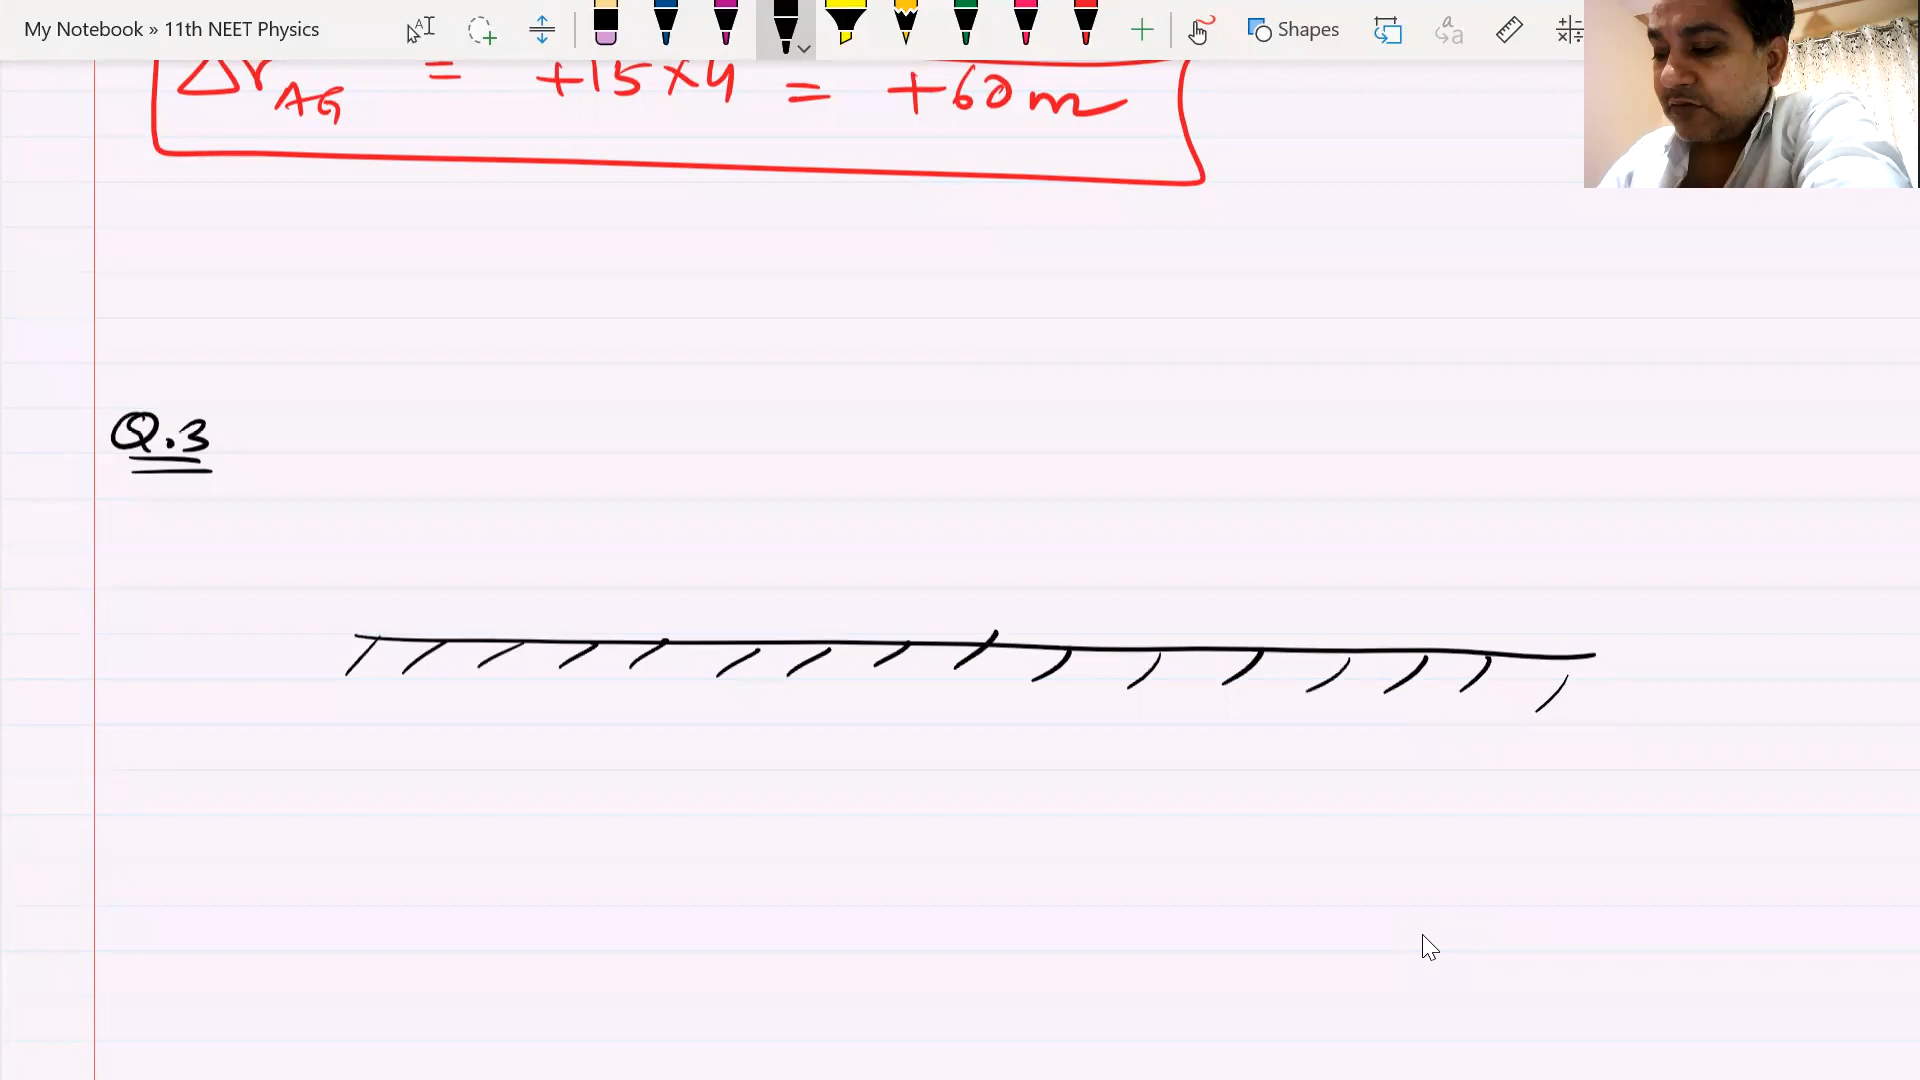 My Notebook » 11th NEET Physics
Shapes
Δr_AG = +15×4 = +60m
Q.3